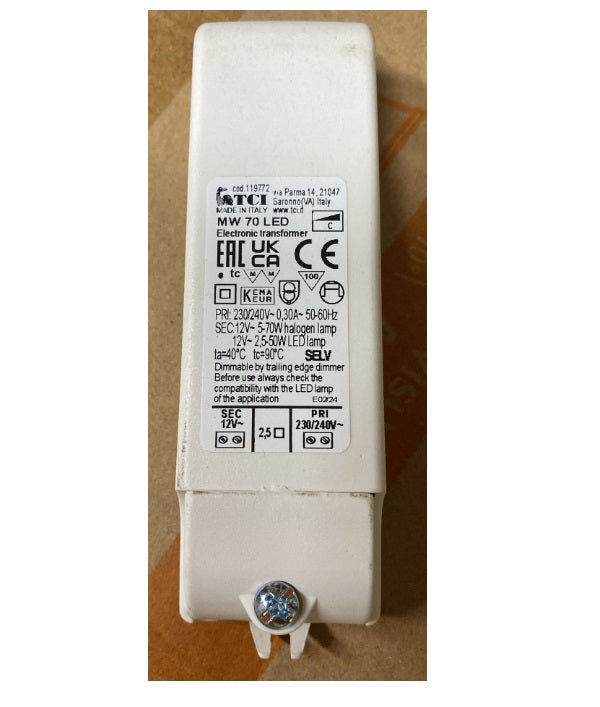 cod.119772 via Parma 14, 21047
TCI Saronno(VA) Italy
MADE IN ITALY www.tci.it
MW 70 LED
C
Electronic transformer
EAC UK CA CE
tc M M 100
KEMA EUR
PRI: 230/240V~ 0,30A~ 50-60Hz
SEC:12V~ 5-70W halogen lamp
12V~ 2,5-50W LED lamp
ta=40°C tc=90°C SELV
Dimmable by trailing edge dimmer
Before use always check the
compatibility with the LED lamp
of the application E02/24
SEC PRI
12V~ 2,5 230/240V~